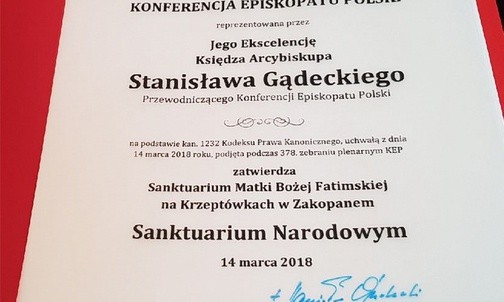 KONFERENCJA EPISKOPATU POLSKI
reprezentowana przez
Jego Ekscelencję
Księdza Arcybiskupa
Stanisława Gądeckiego
Przewodniczącego Konferencji Episkopatu Polski
na podstawie kan. 1232 Kodeksu Prawa Kanonicznego, uchwałą z dnia
14 marca 2018 roku, podjęta podczas 378. zebraniu plenarnym KEP
zatwierdza
Sanktuarium Matki Bożej Fatimskiej
na Krzeptówkach w Zakopanem
Sanktuarium Narodowym
14 marca 2018